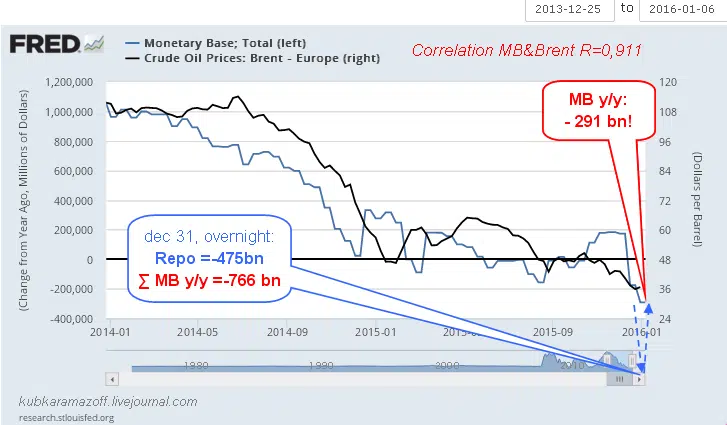 2013-12-25 to 2016-01-06
FRED
Monetary Base; Total (left)
Crude Oil Prices: Brent - Europe (right)
Correlation MB&Brent R=0,911
1,200,000
1,000,000
800,000
600,000
400,000
200,000
0
-200,000
-400,000
(Change from Year Ago, Millions of Dollars)
120
108
96
84
72
60
48
36
24
(Dollars per Barrel)
MB y/y:
- 291 bn!
dec 31, overnight:
Repo =-475bn
∑ MB y/y =-766 bn
2014-01 2014-05 2014-09 2015-01 2015-05 2015-09 2016-01
1980 1990 2000 2010
kubkaramazoff.livejournal.com
research.stlouisfed.org